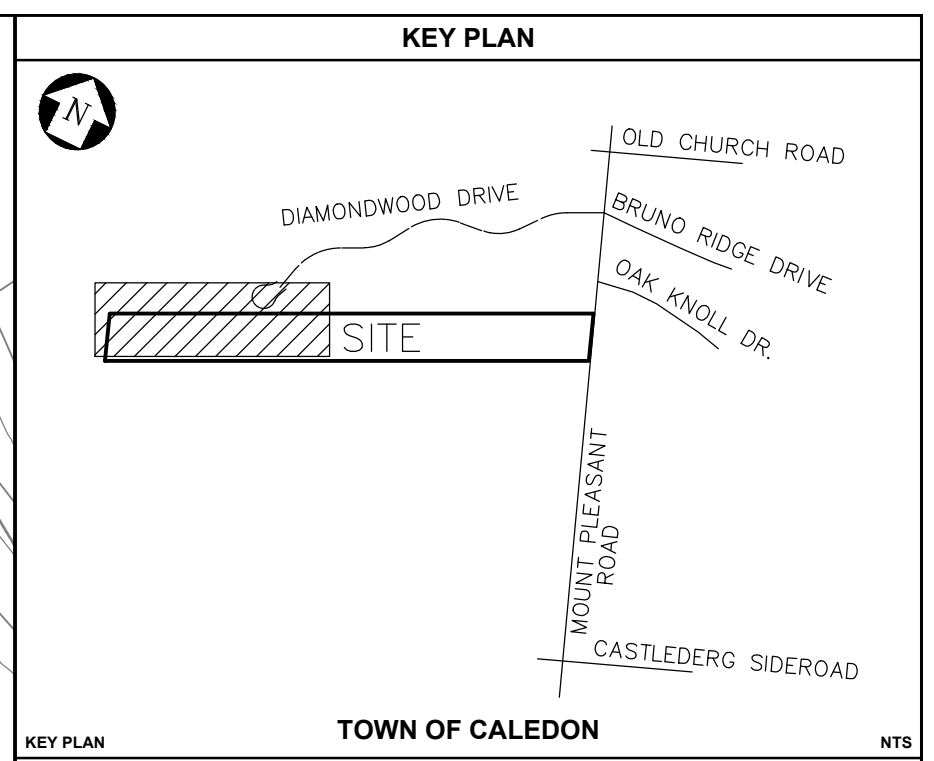 KEY PLAN
N
OLD CHURCH ROAD
DIAMONDWOOD DRIVE
BRUNO RIDGE DRIVE
OAK KNOLL DR.
SITE
MOUNT PLEASANT
ROAD
CASTLEDERG SIDEROAD
TOWN OF CALEDON
KEY PLAN
NTS